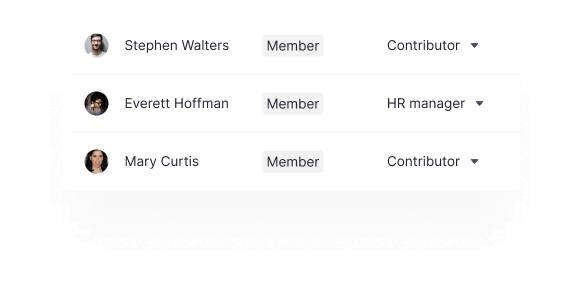 Stephen Walters Member Contributor
Everett Hoffman Member HR manager
Mary Curtis Member Contributor